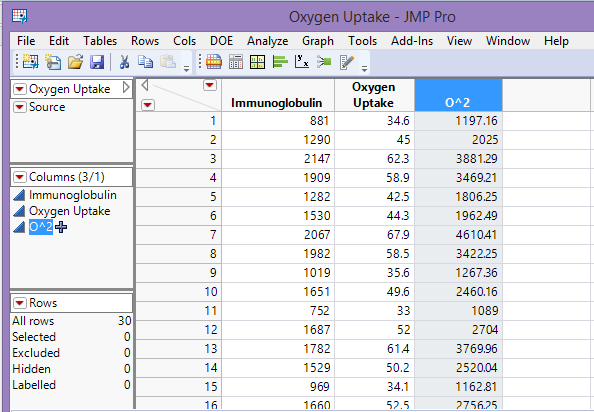 Oxygen Uptake - JMP Pro
File Edit Tables Rows Cols DOE Analyze Graph Tools Add-Ins View Window Help
Oxygen Uptake
Source
Columns (3/1)
Immunoglobulin
Oxygen Uptake
O^2
Rows
All rows 30
Selected 0
Excluded 0
Hidden 0
Labelled 0
Immunoglobulin Oxygen Uptake O^2
1 881 34.6 1197.16
2 1290 45 2025
3 2147 62.3 3881.29
4 1909 58.9 3469.21
5 1282 42.5 1806.25
6 1530 44.3 1962.49
7 2067 67.9 4610.41
8 1982 58.5 3422.25
9 1019 35.6 1267.36
10 1651 49.6 2460.16
11 752 33 1089
12 1687 52 2704
13 1782 61.4 3769.96
14 1529 50.2 2520.04
15 969 34.1 1162.81
16 1660 52.5 2756.25